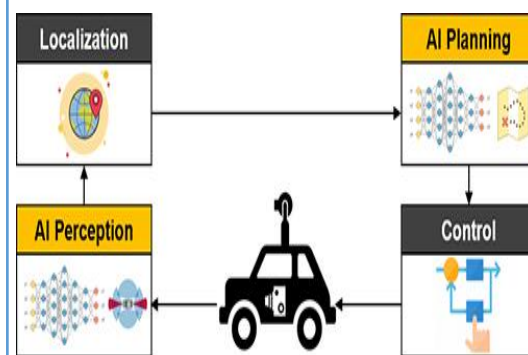 Localization
AI Planning
AI Perception
Control